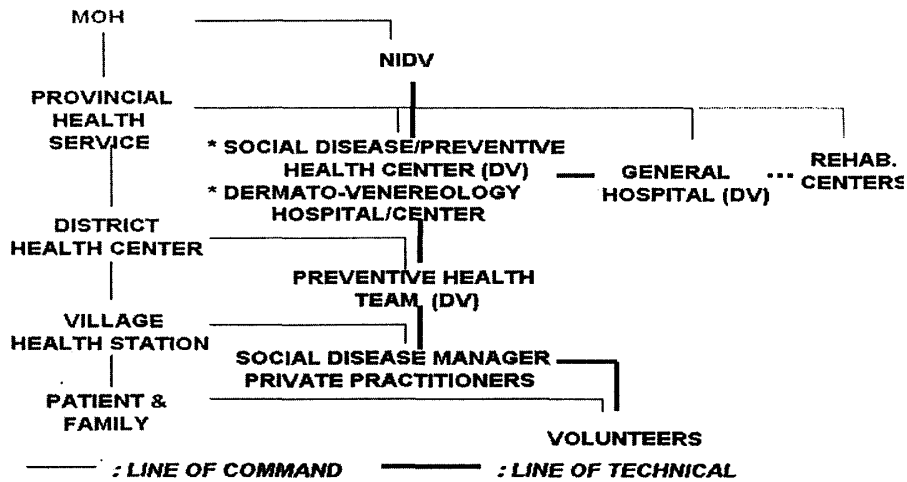 MOH
NIDV
PROVINCIAL
HEALTH
SERVICE
* SOCIAL DISEASE/PREVENTIVE
HEALTH CENTER (DV)
* DERMATO-VENEREOLOGY
HOSPITAL/CENTER
GENERAL
HOSPITAL (DV)
...
REHAB.
CENTERS
DISTRICT
HEALTH CENTER
PREVENTIVE HEALTH
TEAM (DV)
VILLAGE
HEALTH STATION
SOCIAL DISEASE MANAGER
PRIVATE PRACTITIONERS
PATIENT &
FAMILY
VOLUNTEERS
: LINE OF COMMAND
: LINE OF TECHNICAL